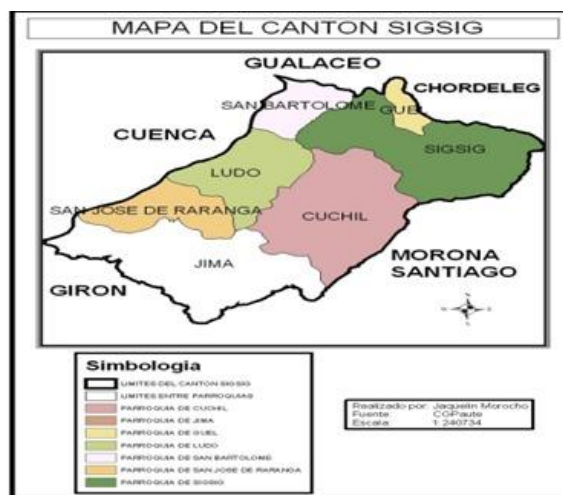 MAPA DEL CANTON SIGSIG
GUALACEO
CHORDELEG
SAN BARTOLOME
GUEL
CUENCA
SIGSIG
LUDO
SAN JOSE DE RARANGA
CUCHIL
JIMA
MORONA
SANTIAGO
GIRON
N
W
E
S
Simbologia
LIMITES DEL CANTON SIGSIG
LIMITES ENTRE PARROQUIAS
PARROQUIA DE CUCHIL
PARROQUIA DE JIMA
PARROQUIA DE GUEL
PARROQUIA DE LUDO
PARROQUIA DE SAN BARTOLOME
PARROQUIA DE SAN JOSE DE RARANGA
PARROQUIA DE SIGSIG
Realizado por: Jaquelin Morocho
Fuente CGPaute
Escala 1:240734